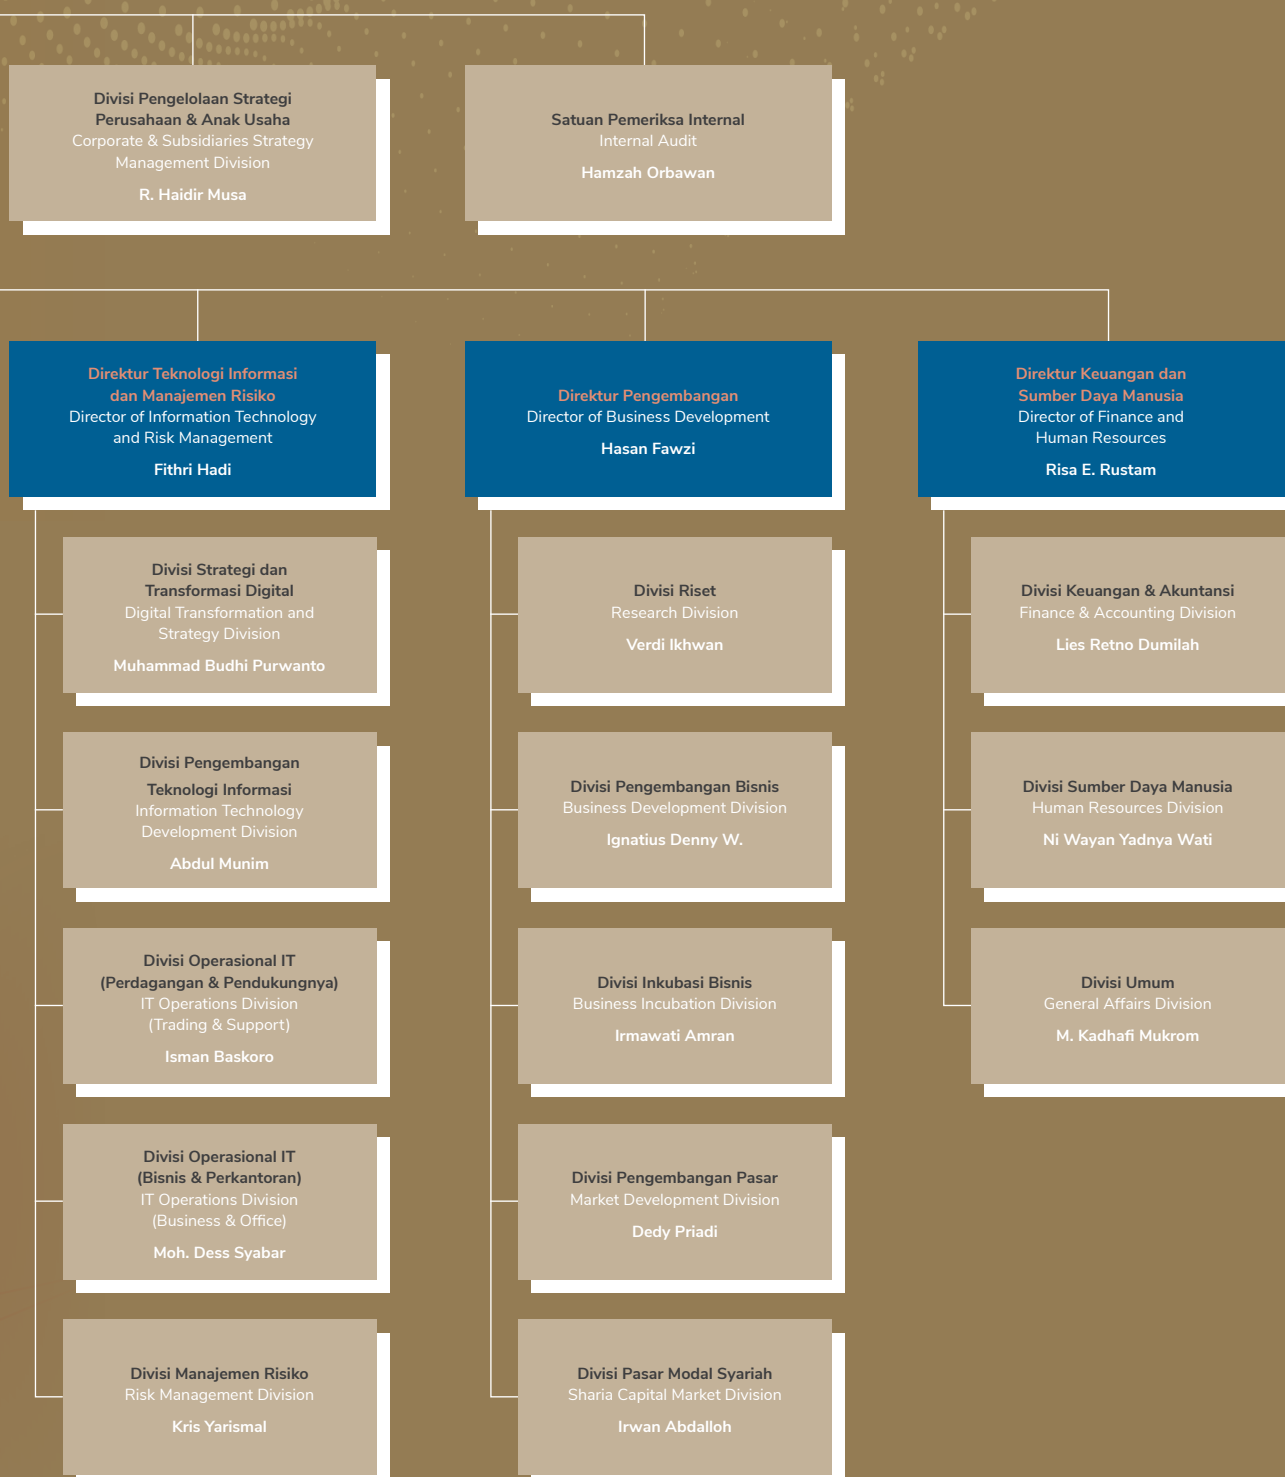 Divisi Pengelolaan Strategi
Perusahaan & Anak Usaha
Corporate & Subsidiaries Strategy
Management Division
R. Haidir Musa
Satuan Pemeriksa Internal
Internal Audit
Hamzah Orbawan
Direktur Teknologi Informasi
dan Manajemen Risiko
Director of Information Technology
and Risk Management
Fithri Hadi
Divisi Strategi dan
Transformasi Digital
Digital Transformation and
Strategy Division
Muhammad Budhi Purwanto
Divisi Pengembangan
Teknologi Informasi
Information Technology
Development Division
Abdul Munim
Divisi Operasional IT
(Perdagangan & Pendukungnya)
IT Operations Division
(Trading & Support)
Isman Baskoro
Divisi Operasional IT
(Bisnis & Perkantoran)
IT Operations Division
(Business & Office)
Moh. Dess Syabar
Divisi Manajemen Risiko
Risk Management Division
Kris Yarismal
Direktur Pengembangan
Director of Business Development
Hasan Fawzi
Divisi Riset
Research Division
Verdi Ikhwan
Divisi Pengembangan Bisnis
Business Development Division
Ignatius Denny W.
Divisi Inkubasi Bisnis
Business Incubation Division
Irmawati Amran
Divisi Pengembangan Pasar
Market Development Division
Dedy Priadi
Divisi Pasar Modal Syariah
Sharia Capital Market Division
Irwan Abdalloh
Direktur Keuangan dan
Sumber Daya Manusia
Director of Finance and
Human Resources
Risa E. Rustam
Divisi Keuangan & Akuntansi
Finance & Accounting Division
Lies Retno Dumilah
Divisi Sumber Daya Manusia
Human Resources Division
Ni Wayan Yadnya Wati
Divisi Umum
General Affairs Division
M. Kadhafi Mukrom